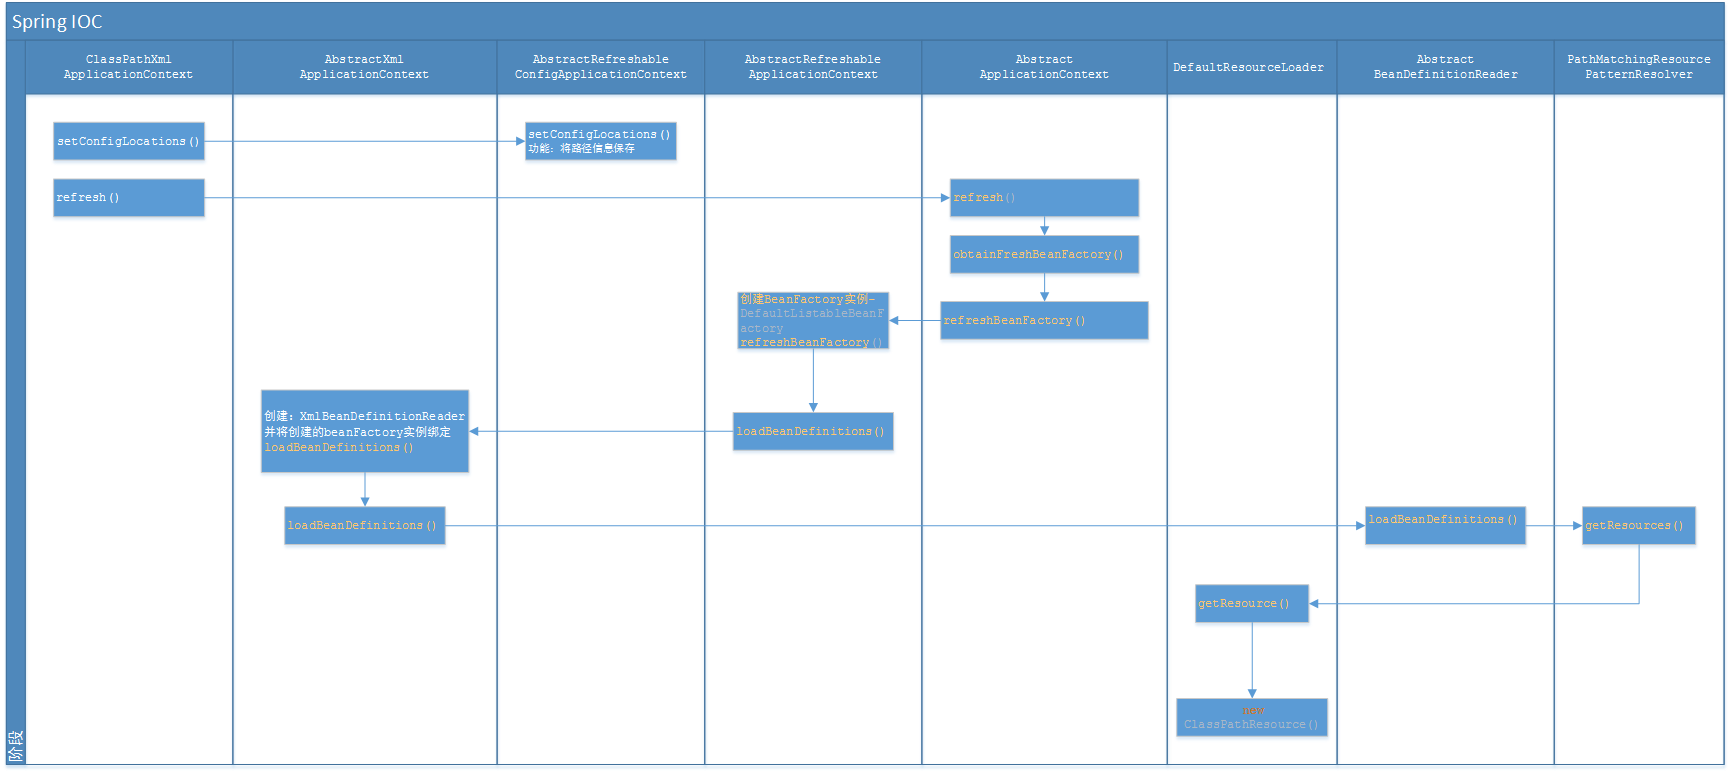 Spring IOC
ClassPathXml
ApplicationContext
AbstractXml
ApplicationContext
AbstractRefreshable
ConfigApplicationContext
AbstractRefreshable
ApplicationContext
Abstract
ApplicationContext
DefaultResourceLoader
Abstract
BeanDefinitionReader
PathMatchingResource
PatternResolver
setConfigLocations()
setConfigLocations()
功能：将路径信息保存
refresh()
refresh()
obtainFreshBeanFactory()
创建BeanFactory实例-
DefaultListableBeanF
actory
refreshBeanFactory()
refreshBeanFactory()
创建：XmlBeanDefinitionReader
并将创建的beanFactory实例绑定
loadBeanDefinitions()
loadBeanDefinitions()
loadBeanDefinitions()
loadBeanDefinitions()
getResources()
getResource()
new
ClassPathResource()
阶段